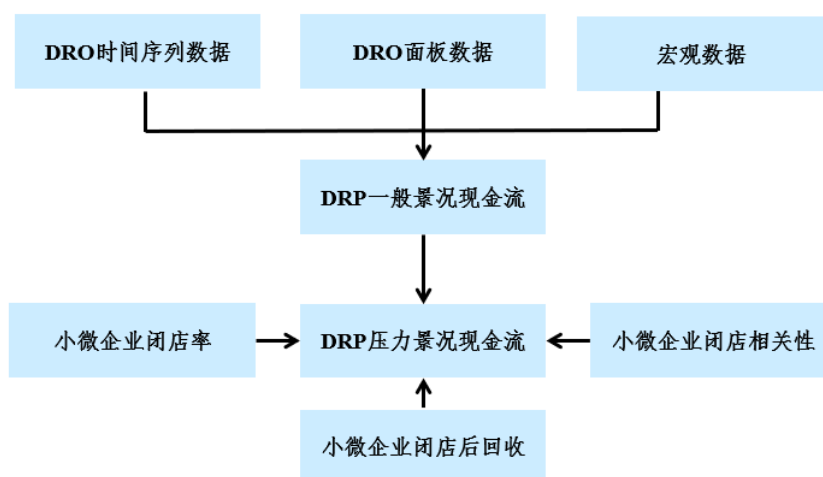 DRO时间序列数据
DRO面板数据
宏观数据
DRP一般景况现金流
小微企业闭店率
DRP压力景况现金流
小微企业闭店相关性
小微企业闭店后回收